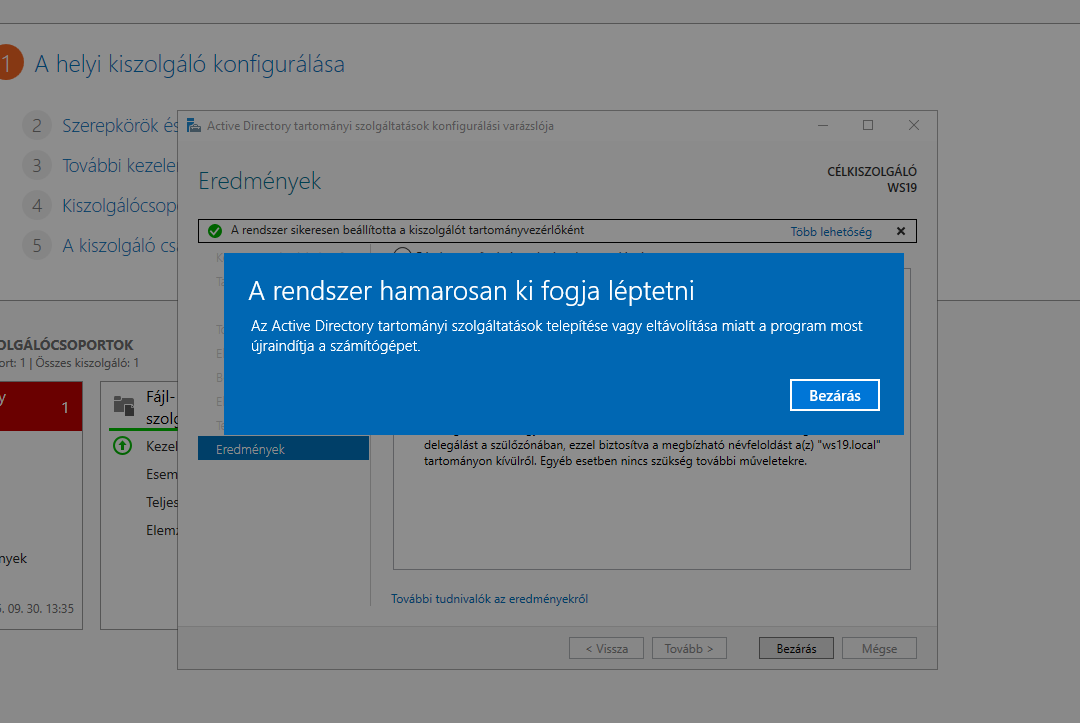 1 A helyi kiszolgáló konfigurálása
2 Szerepkörök és
3 További kezele
4 Kiszolgálócsop
5 A kiszolgáló cs
Active Directory tartományi szolgáltatások konfigurálási varázslója
Eredmények
CÉLKISZOLGÁLÓ
WS19
A rendszer sikeresen beállította a kiszolgálót tartományvezérlőként
Több lehetőség
A rendszer hamarosan ki fogja léptetni
Az Active Directory tartományi szolgáltatások telepítése vagy eltávolítása miatt a program most
újraindítja a számítógépet.
Bezárás
Eredmények
delegálást a szülőzónában, ezzel biztosítva a megbízható névfeloldást a(z) "ws19.local"
tartományon kívülről. Egyéb esetben nincs szükség további műveletekre.
További tudnivalók az eredményekről
< Vissza
Tovább >
Bezárás
Mégse
OLGÁLÓCSOPORTOK
ort: 1 | Összes kiszolgáló: 1
y
1
nyek
09. 30. 13:35
Fájl-
szolg
Kezel
Esem
Teljes
Elemz